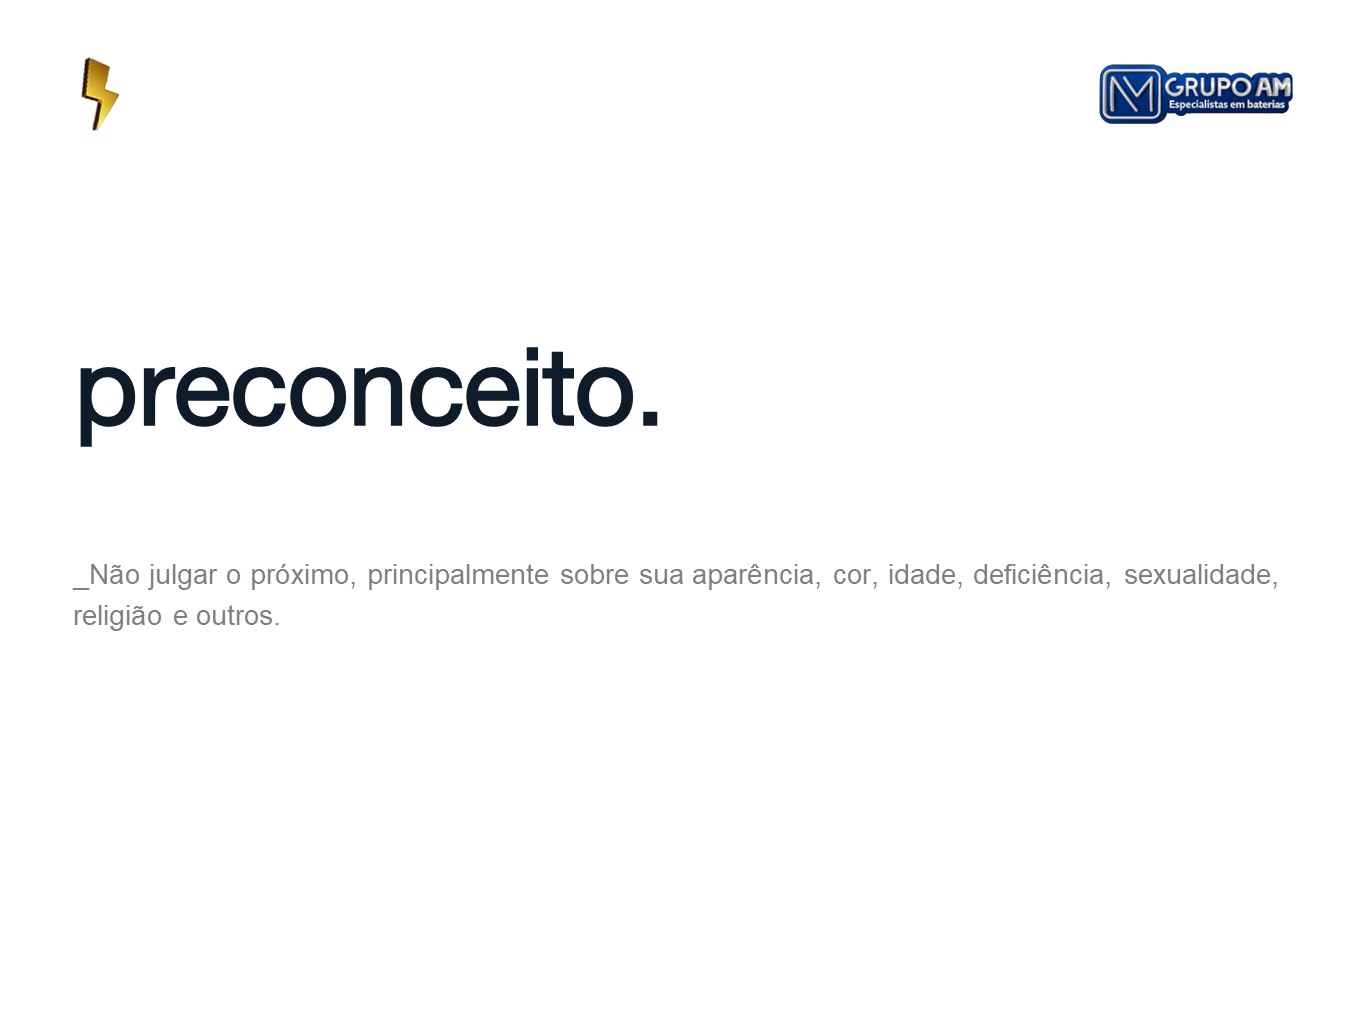 GRUPO AM
Especialistas em baterias
preconceito.
_Não julgar o próximo, principalmente sobre sua aparência, cor, idade, deficiência, sexualidade,
religião e outros.